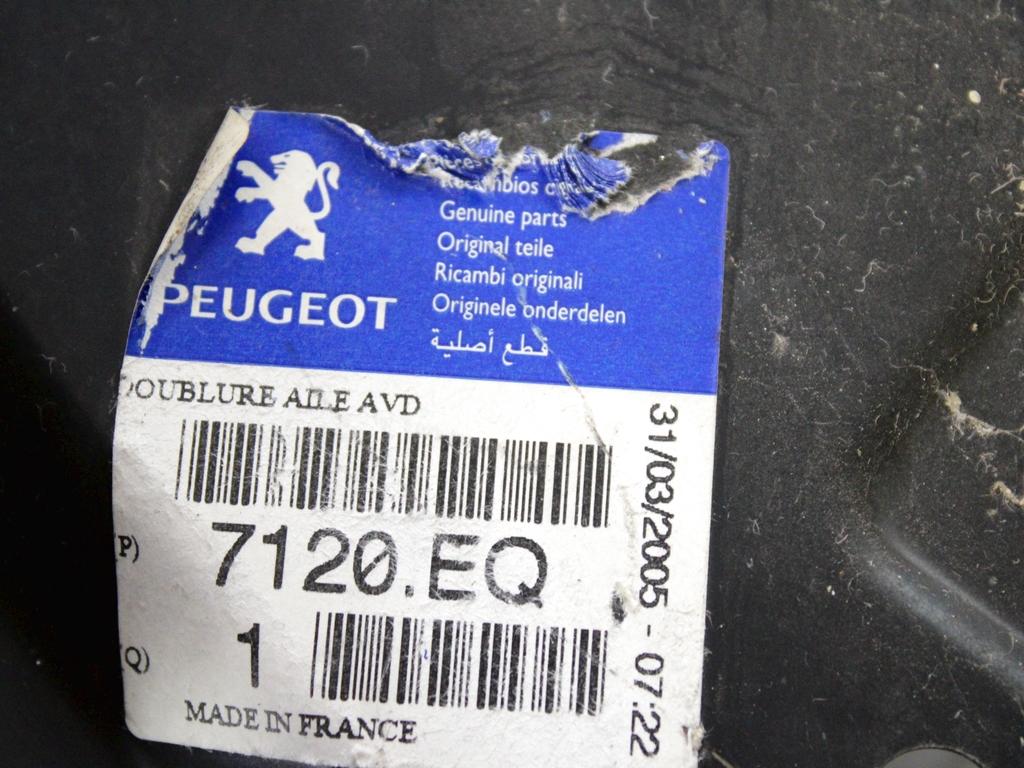 Recambios
Genuine parts
Original teile
Ricambi originali
Originele onderdelen
قطع أصلية
PEUGEOT
DOUBLURE AILE AVD
P) 7120.EQ
Q) 1
MADE IN FRANCE
31/03/2005 - 07:22